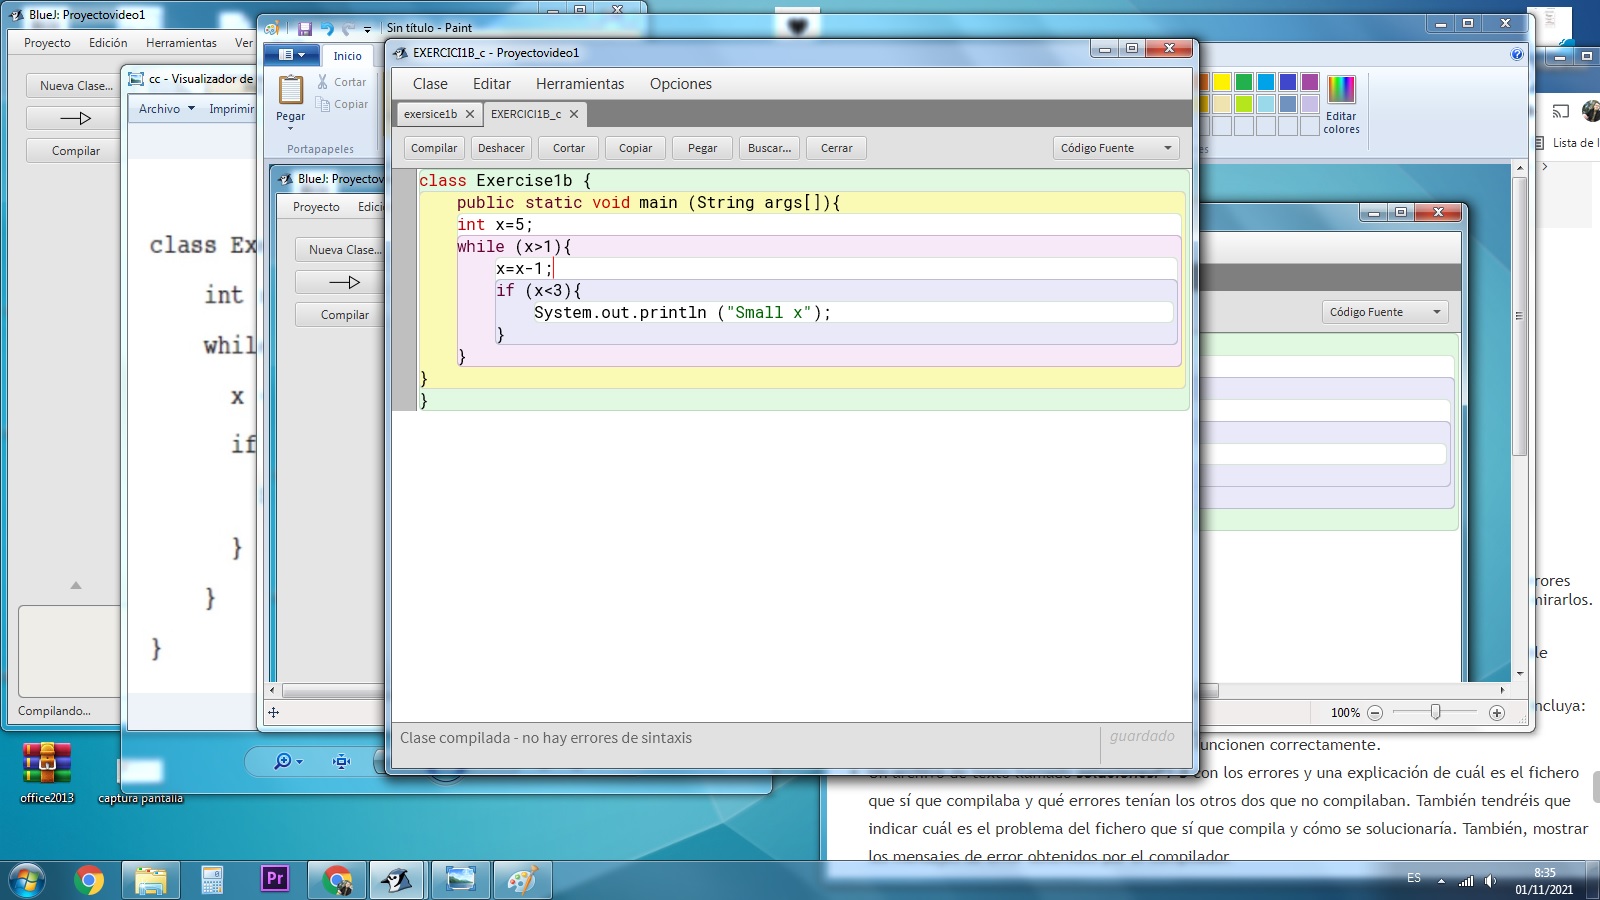 BlueJ: Proyectovideo1
Proyecto Edición Herramientas Ver
Nueva Clase...
Compilar
Compilando...
cc - Visualizador de
Archivo Imprimir
class Ex
int
whil
x
if
}
}
}
Sin título - Paint
Inicio
Pegar
Cortar
Copiar
Portapapeles
Editar
colores
BlueJ: Proyectov
Proyecto Edici
Nueva Clase...
Compilar
Código Fuente
100%
EXERCICI1B_c - Proyectovideo1
Clase Editar Herramientas Opciones
exersice1b EXERCICI1B_c
Compilar Deshacer Cortar Copiar Pegar Buscar... Cerrar Código Fuente
class Exercise1b {
public static void main (String args[]){
int x=5;
while (x>1){
x=x-1;
if (x<3){
System.out.println ("Small x");
}
}
}
}
Clase compilada - no hay errores de sintaxis
guardado
Lista de l
rores
mirarlos.
le
ncluya:
uncionen correctamente.
con los errores y una explicación de cuál es el fichero
que sí que compilaba y qué errores tenían los otros dos que no compilaban. También tendréis que
indicar cuál es el problema del fichero que sí que compila y cómo se solucionaría. También, mostrar
los mensajes de error obtenidos por el compilador
office2013
captura pantalla
Pr
ES
8:35
01/11/2021